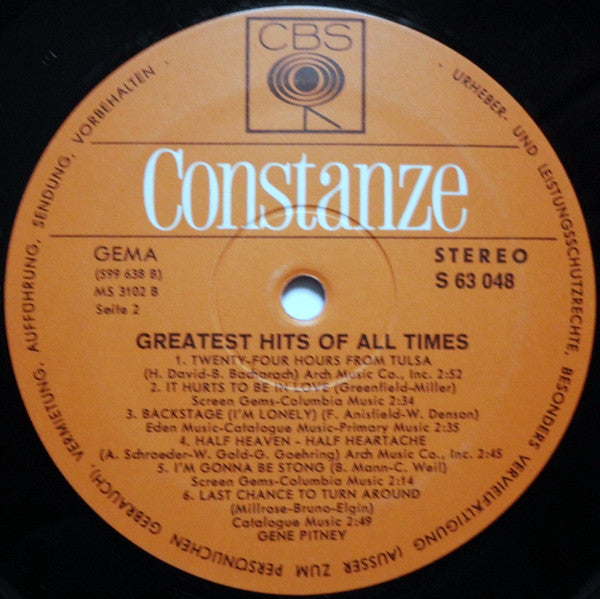 CBS
Constanze
GEMA
(599 638 B)
MS 3102 B
Seite 2
STEREO
S 63 048
GREATEST HITS OF ALL TIMES
1. TWENTY-FOUR HOURS FROM TULSA
(H. David-B. Bacharach) Arch Music Co., Inc. 2:52
2. IT HURTS TO BE IN LOVE (Greenfield-Miller)
Screen Gems-Columbia Music 2:34
3. BACKSTAGE (I'M LONELY) (F. Anisfield-W. Denson)
Eden Music-Catalogue Music-Primary Music 2:35
4. HALF HEAVEN - HALF HEARTACHE
(A. Schroeder-W. Gold-G. Goehring) Arch Music Co., Inc. 2:45
5. I'M GONNA BE STONG (B. Mann-C. Weil)
Screen Gems-Columbia Music 2:14
6. LAST CHANCE TO TURN AROUND
(Millrose-Bruno-Elgin)
Catalogue Music 2:49
GENE PITNEY
· URHEBER- UND LEISTUNGSSCHUTZRECHTE, BESONDERS VERVIELFÄLTIGUNG (AUSSER ZUM PERSÖNLICHEN GEBRAUCH), VERMIETUNG, AUFFÜHRUNG, SENDUNG, VORBEHALTEN ·